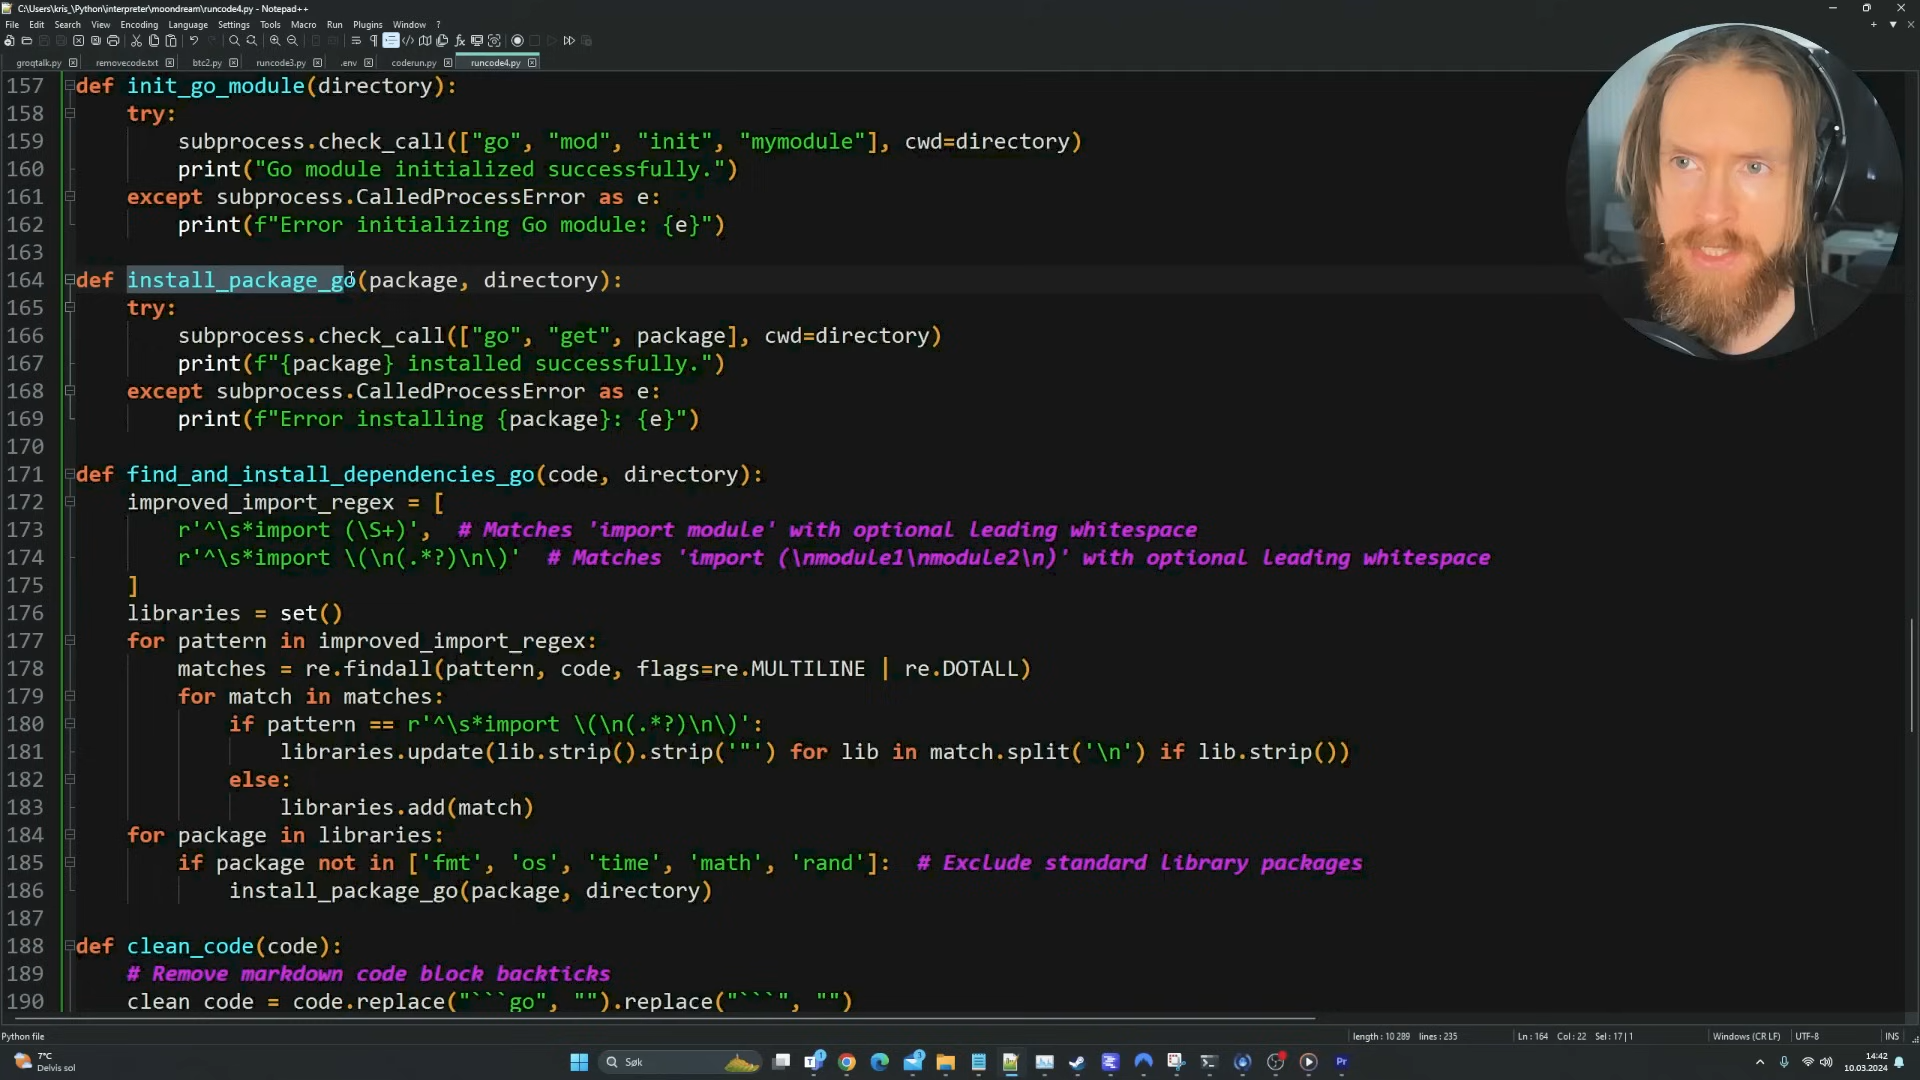 C:\Users\kris_\Python\interpreter\moondream\runcode4.py - Notepad++
File Edit Search View Encoding Language Settings Tools Macro Run Plugins Window ?
groqtalk.py removecode.txt btc2.py runcode3.py .env coderun.py runcode4.py
157 def init_go_module(directory):
158 try:
159 subprocess.check_call(["go", "mod", "init", "mymodule"], cwd=directory)
160 print("Go module initialized successfully.")
161 except subprocess.CalledProcessError as e:
162 print(f"Error initializing Go module: {e}")
163
164 def install_package_go(package, directory):
165 try:
166 subprocess.check_call(["go", "get", package], cwd=directory)
167 print(f"{package} installed successfully.")
168 except subprocess.CalledProcessError as e:
169 print(f"Error installing {package}: {e}")
170
171 def find_and_install_dependencies_go(code, directory):
172 improved_import_regex = [
173 r'^\s*import (\S+)', # Matches 'import module' with optional leading whitespace
174 r'^\s*import \(\n(.*?)\n\)' # Matches 'import (\nmodule1\nmodule2\n)' with optional leading whitespace
175 ]
176 libraries = set()
177 for pattern in improved_import_regex:
178 matches = re.findall(pattern, code, flags=re.MULTILINE | re.DOTALL)
179 for match in matches:
180 if pattern == r'^\s*import \(\n(.*?)\n\)':
181 libraries.update(lib.strip().strip('"') for lib in match.split('\n') if lib.strip())
182 else:
183 libraries.add(match)
184 for package in libraries:
185 if package not in ['fmt', 'os', 'time', 'math', 'rand']: # Exclude standard library packages
186 install_package_go(package, directory)
187
188 def clean_code(code):
189 # Remove markdown code block backticks
190 clean_code = code.replace("```go", "").replace("```", "")
Python file length : 10 289 lines : 235 Ln : 164 Col : 22 Sel : 17 | 1 Windows (CR LF) UTF-8 INS
7°C
Delvis sol
Søk
14:42
10.03.2024